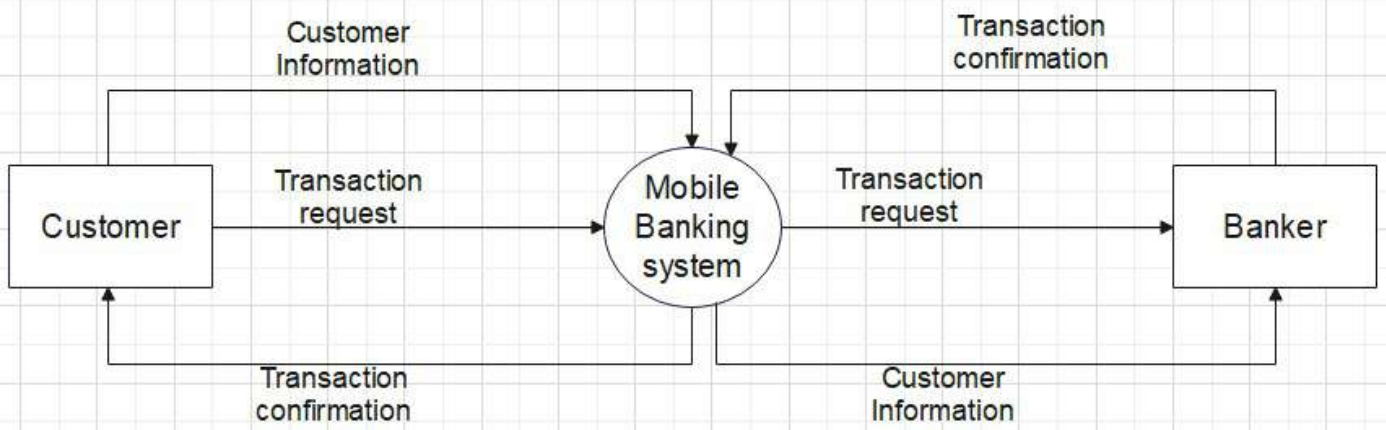 Customer
Information
Transaction
confirmation
Customer
Transaction
request
Mobile
Banking
system
Transaction
request
Banker
Transaction
confirmation
Customer
Information